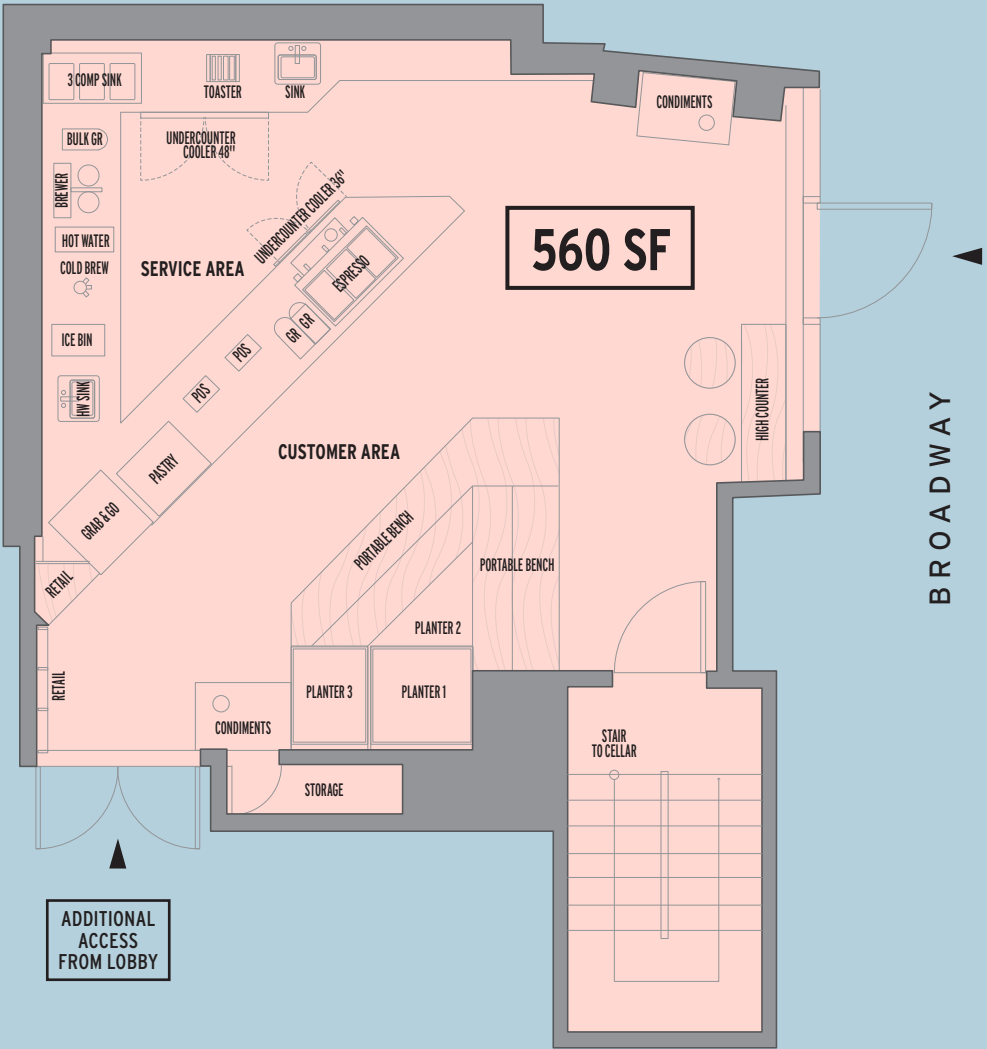 3 COMP SINK
TOASTER
SINK
CONDIMENTS
BULK GR
UNDERCOUNTER
COOLER 48"
BREWER
UNDERCOUNTER COOLER 36"
HOT WATER
COLD BREW
SERVICE AREA
560 SF
ESPRESSO
ICE BIN
GR
GR
POS
POS
HW SINK
HIGH COUNTER
BROADWAY
CUSTOMER AREA
PASTRY
GRAB & GO
PORTABLE BENCH
PORTABLE BENCH
RETAIL
PLANTER 2
RETAIL
PLANTER 3
PLANTER 1
CONDIMENTS
STAIR
TO CELLAR
STORAGE
ADDITIONAL
ACCESS
FROM LOBBY